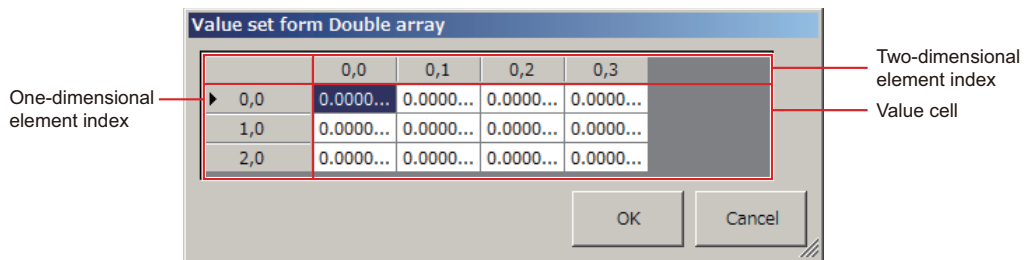 Value set form Double array
0,0 0,1 0,2 0,3
Two-dimensional
element index
One-dimensional
element index
0,0 0.0000... 0.0000... 0.0000... 0.0000...
Value cell
1,0 0.0000... 0.0000... 0.0000... 0.0000...
2,0 0.0000... 0.0000... 0.0000... 0.0000...
OK Cancel